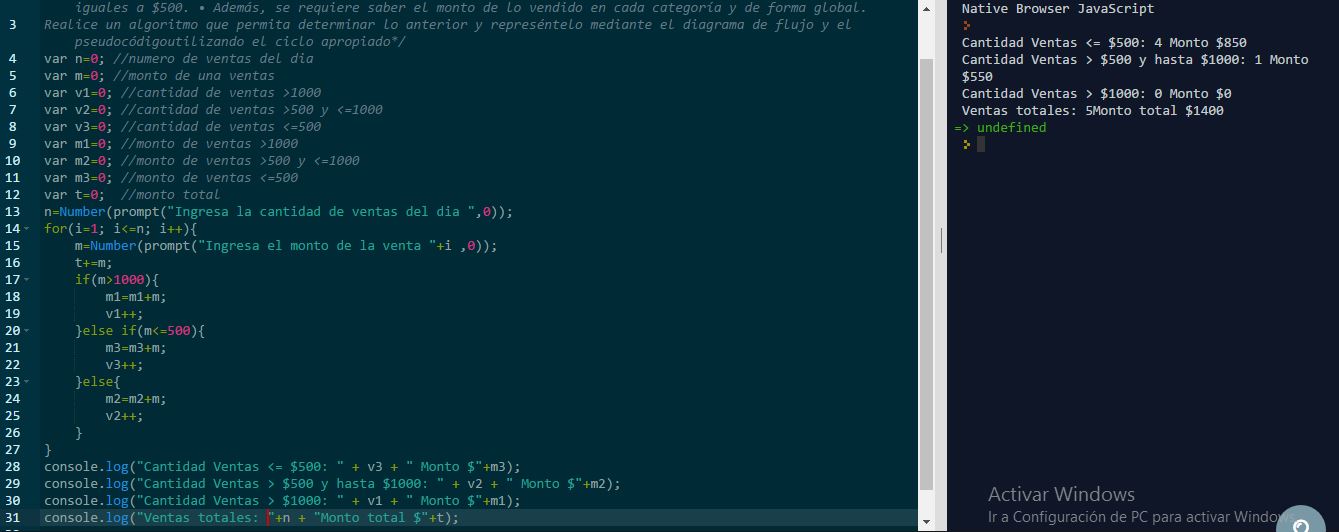 iguales a $500. • Además, se requiere saber el monto de lo vendido en cada categoría y de forma global.
3 Realice un algoritmo que permita determinar lo anterior y represéntelo mediante el diagrama de flujo y el
pseudocódigoutilizando el ciclo apropiado*/
4 var n=0; //numero de ventas del dia
5 var m=0; //monto de una ventas
6 var v1=0; //cantidad de ventas >1000
7 var v2=0; //cantidad de ventas >500 y <=1000
8 var v3=0; //cantidad de ventas <=500
9 var m1=0; //monto de ventas >1000
10 var m2=0; //monto de ventas >500 y <=1000
11 var m3=0; //monto de ventas <=500
12 var t=0;  //monto total
13 n=Number(prompt("Ingresa la cantidad de ventas del dia ",0));
14 for(i=1; i<=n; i++){
15     m=Number(prompt("Ingresa el monto de la venta "+i ,0));
16     t+=m;
17     if(m>1000){
18         m1=m1+m;
19         v1++;
20     }else if(m<=500){
21         m3=m3+m;
22         v3++;
23     }else{
24         m2=m2+m;
25         v2++;
26     }
27 }
28 console.log("Cantidad Ventas <= $500: " + v3 + " Monto $"+m3);
29 console.log("Cantidad Ventas > $500 y hasta $1000: " + v2 + " Monto $"+m2);
30 console.log("Cantidad Ventas > $1000: " + v1 + " Monto $"+m1);
31 console.log("Ventas totales: "+n + "Monto total $"+t);
Native Browser JavaScript
Cantidad Ventas <= $500: 4 Monto $850
Cantidad Ventas > $500 y hasta $1000: 1 Monto
$550
Cantidad Ventas > $1000: 0 Monto $0
Ventas totales: 5Monto total $1400
=> undefined
Activar Windows
Ir a Configuración de PC para activar Windows